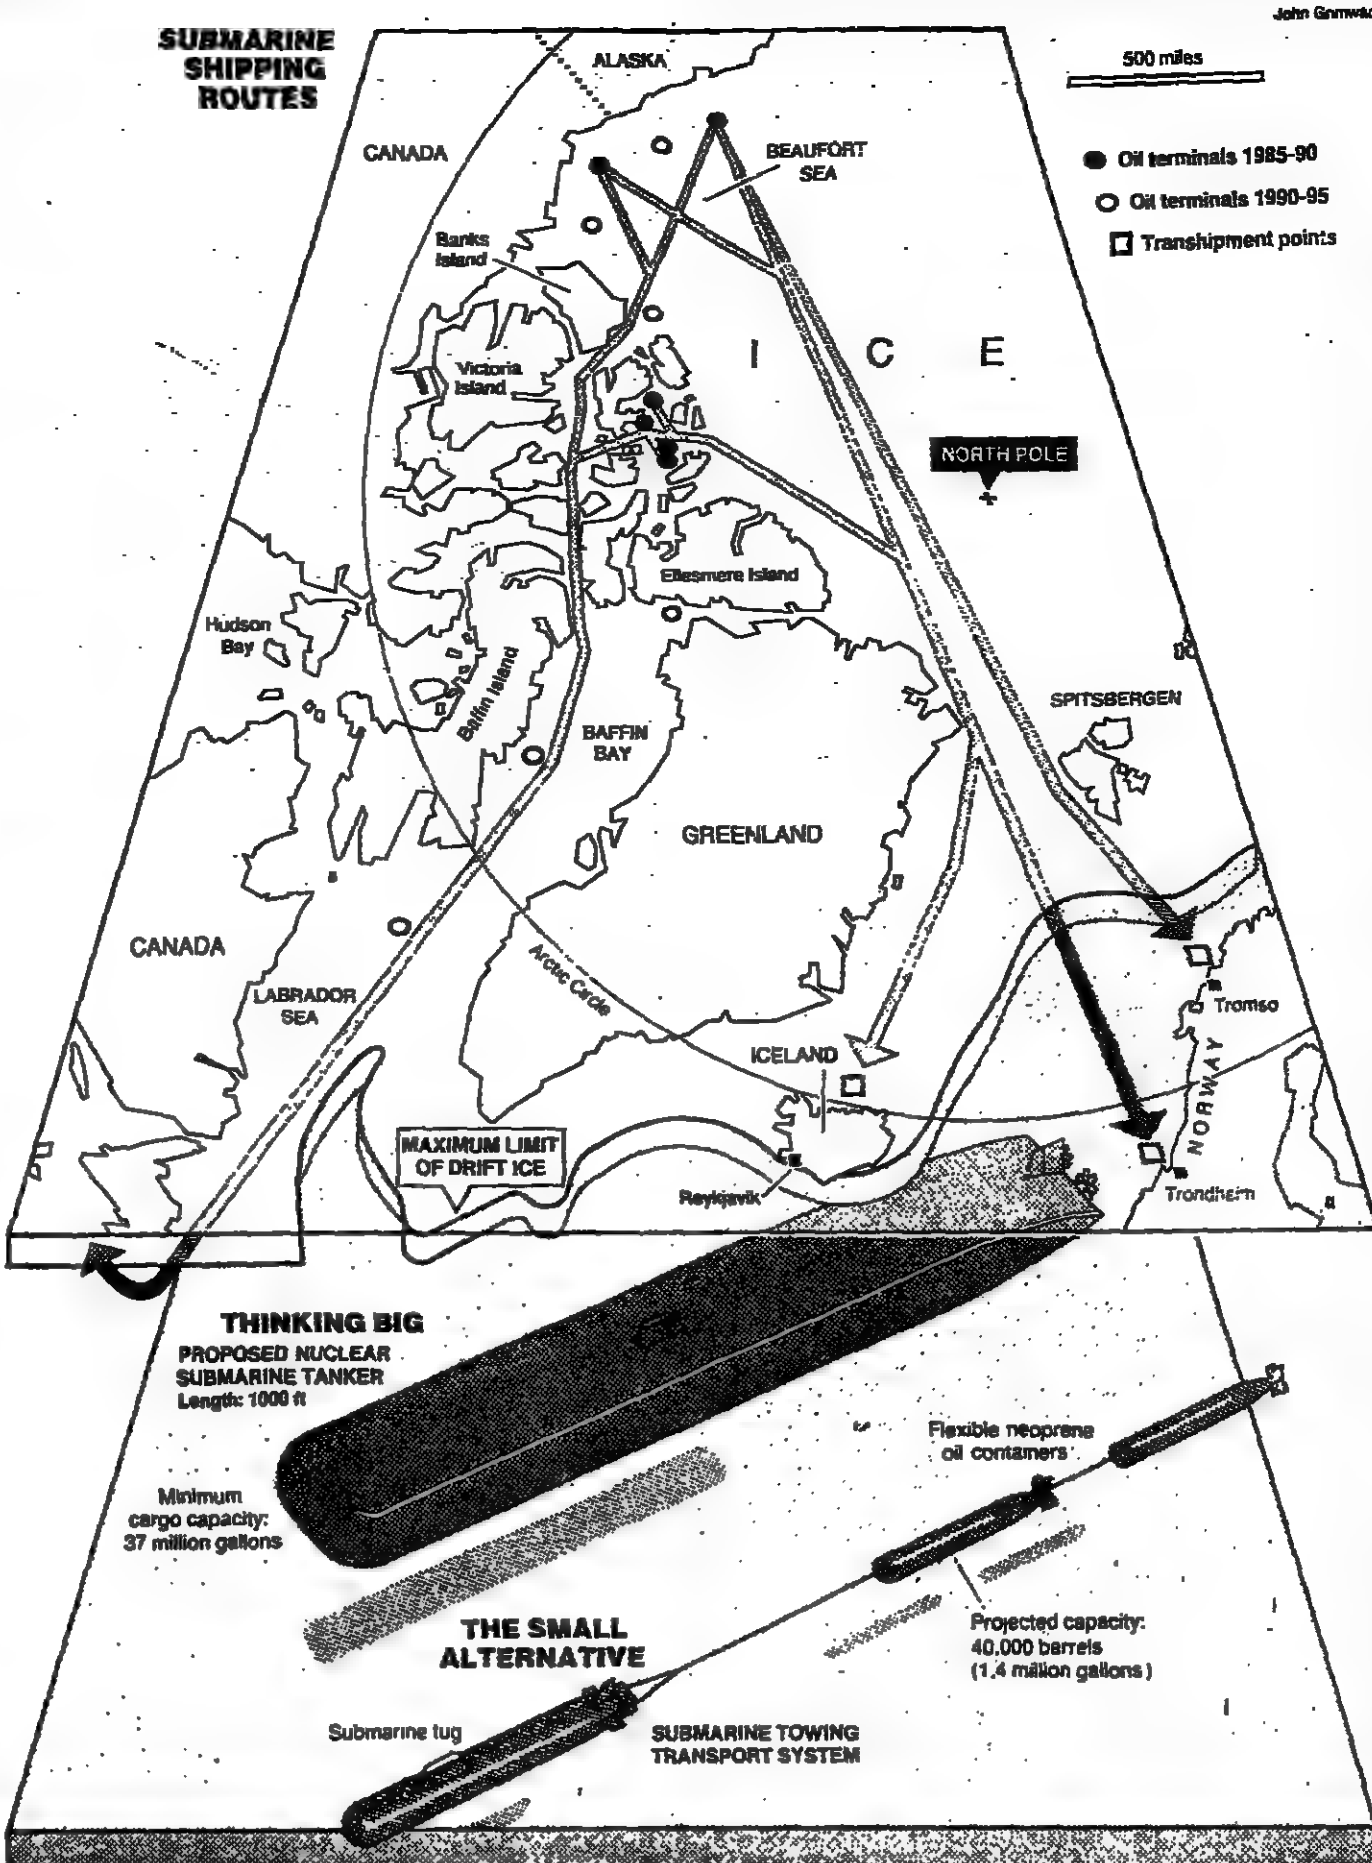 John
SUBMARINE
SHIPPING
ROUTES
500 miles
Oil terminals 1985-90
Oil terminals 1990-95
Transhipment points
ALASKA
CANADA
BEAUFORT
SEA
Banks
Island
Victoria
Island
I C E
NORTH POLE
Ellesmere Island
Hudson
Bay
Baffin Island
BAFFIN
BAY
SPITSBERGEN
GREENLAND
CANADA
LABRADOR
SEA
Arctic Circle
ICELAND
Tromso
NORWAY
MAXIMUM LIMIT
OF DRIFT ICE
Reykjavik
Trondheim
THINKING BIG
PROPOSED NUCLEAR
SUBMARINE TANKER
Length: 1000 ft
Minimum
cargo capacity:
37 million gallons
Flexible neoprene
oil containers
THE SMALL
ALTERNATIVE
Projected capacity:
40,000 barrels
(1.4 million gallons)
Submarine tug
SUBMARINE TOWING
TRANSPORT SYSTEM